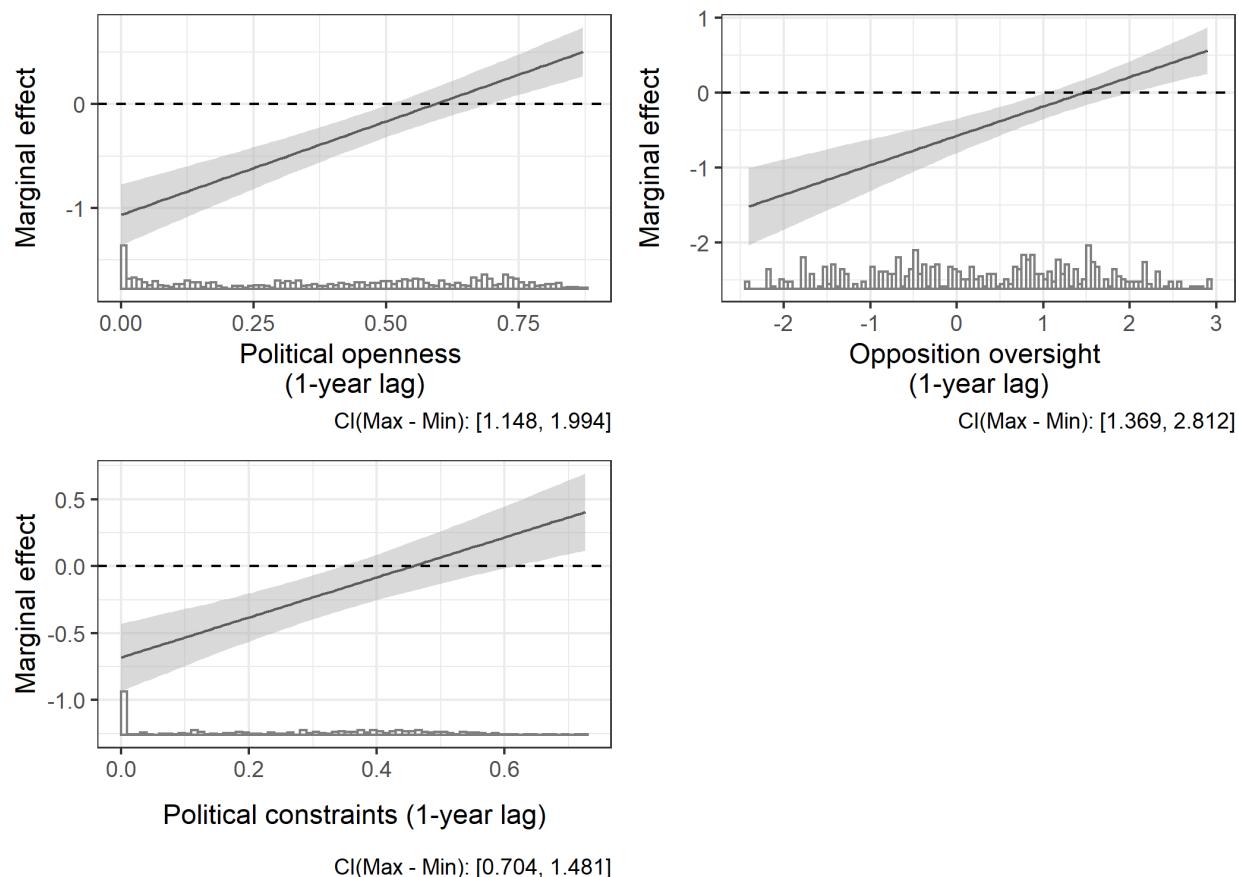 Marginal effect
0
-1
0.00 0.25 0.50 0.75
Political openness
(1-year lag)
CI(Max - Min): [1.148, 1.994]
Marginal effect
1
0
-1
-2
-2 -1 0 1 2 3
Opposition oversight
(1-year lag)
CI(Max - Min): [1.369, 2.812]
Marginal effect
0.5
0.0
-0.5
-1.0
0.0 0.2 0.4 0.6
Political constraints (1-year lag)
CI(Max - Min): [0.704, 1.481]